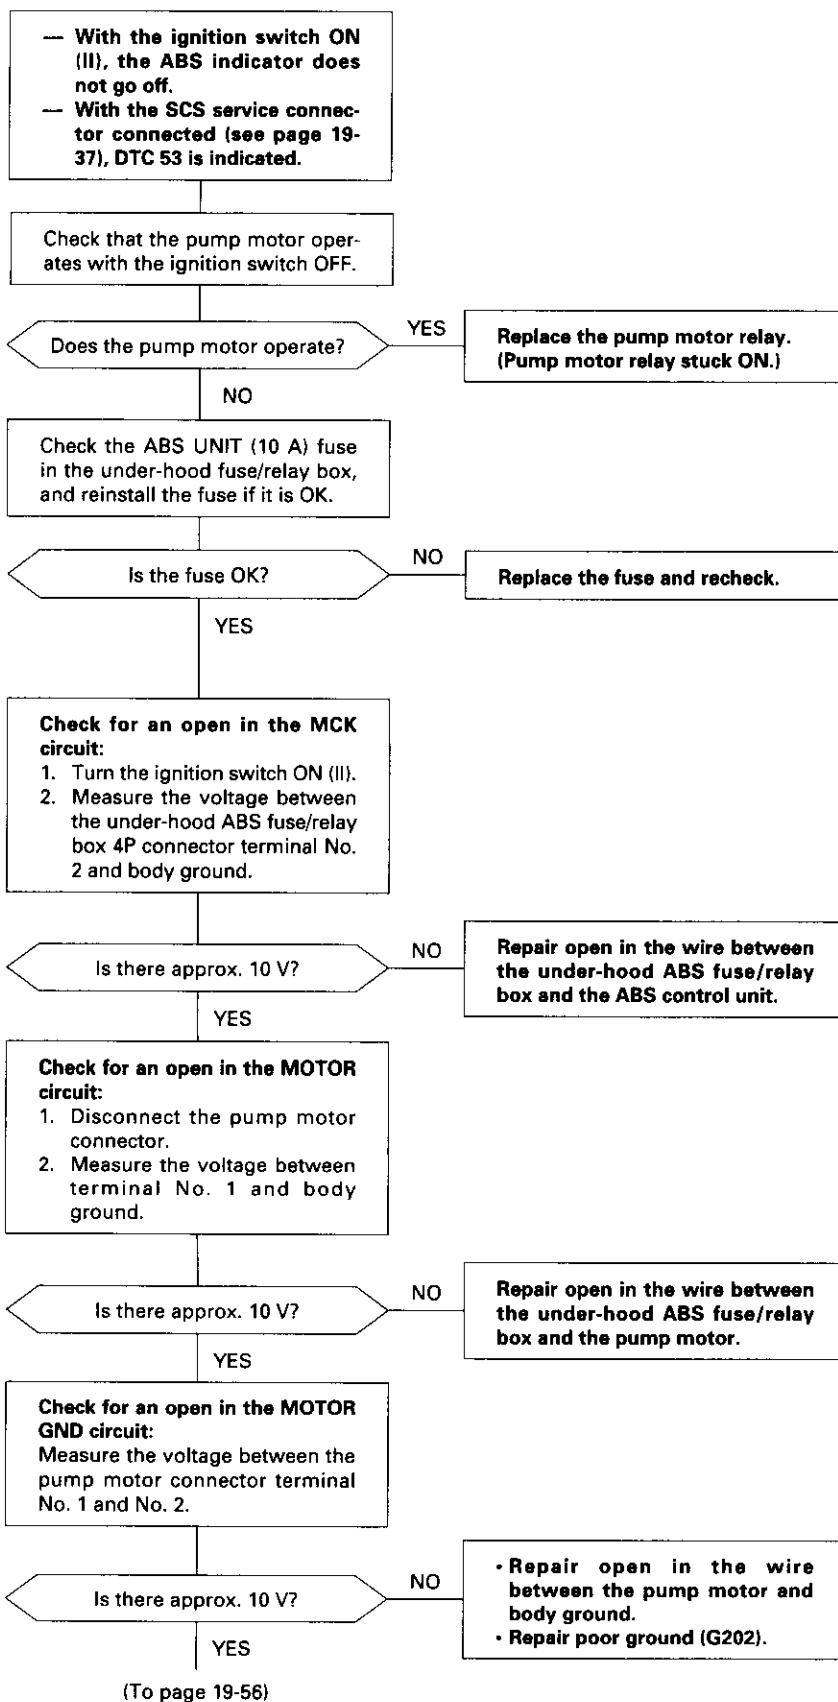 — With the ignition switch ON
(II), the ABS indicator does
not go off.
— With the SCS service connec-
tor connected (see page 19-
37), DTC 53 is indicated.
Check that the pump motor oper-
ates with the ignition switch OFF.
Does the pump motor operate?
YES
Replace the pump motor relay.
(Pump motor relay stuck ON.)
NO
Check the ABS UNIT (10 A) fuse
in the under-hood fuse/relay box,
and reinstall the fuse if it is OK.
Is the fuse OK?
NO
Replace the fuse and recheck.
YES
Check for an open in the MCK
circuit:
1. Turn the ignition switch ON (II).
2. Measure the voltage between
the under-hood ABS fuse/relay
box 4P connector terminal No.
2 and body ground.
Is there approx. 10 V?
NO
Repair open in the wire between
the under-hood ABS fuse/relay
box and the ABS control unit.
YES
Check for an open in the MOTOR
circuit:
1. Disconnect the pump motor
connector.
2. Measure the voltage between
terminal No. 1 and body
ground.
Is there approx. 10 V?
NO
Repair open in the wire between
the under-hood ABS fuse/relay
box and the pump motor.
YES
Check for an open in the MOTOR
GND circuit:
Measure the voltage between the
pump motor connector terminal
No. 1 and No. 2.
Is there approx. 10 V?
NO
• Repair open in the wire
between the pump motor and
body ground.
• Repair poor ground (G202).
YES
(To page 19-56)